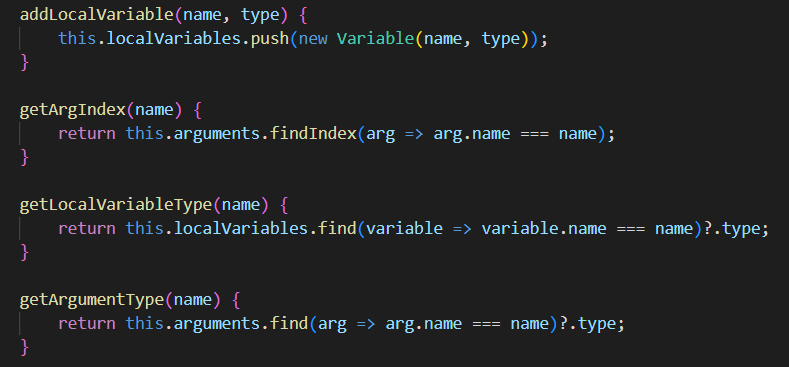 addLocalVariable(name, type) {
    this.localVariables.push(new Variable(name, type));
}

getArgIndex(name) {
    return this.arguments.findIndex(arg => arg.name === name);
}

getLocalVariableType(name) {
    return this.localVariables.find(variable => variable.name === name)?.type;
}

getArgumentType(name) {
    return this.arguments.find(arg => arg.name === name)?.type;
}